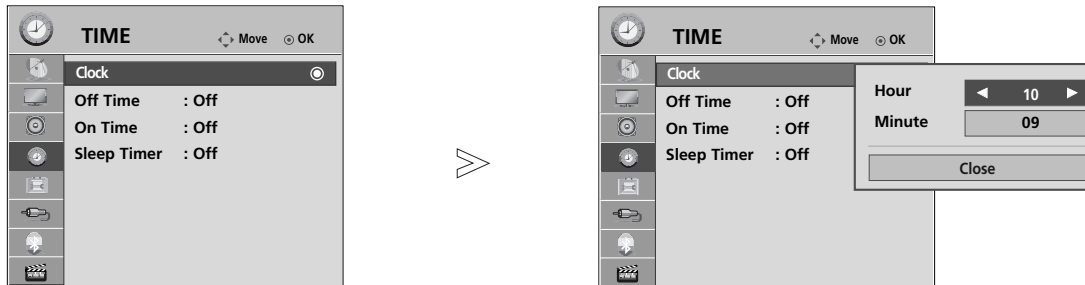 TIME Move OK
Clock
Off Time : Off
On Time : Off
Sleep Timer : Off
TIME Move OK
Clock
Off Time : Off
On Time : Off
Sleep Timer : Off
Hour 10
Minute 09
Close